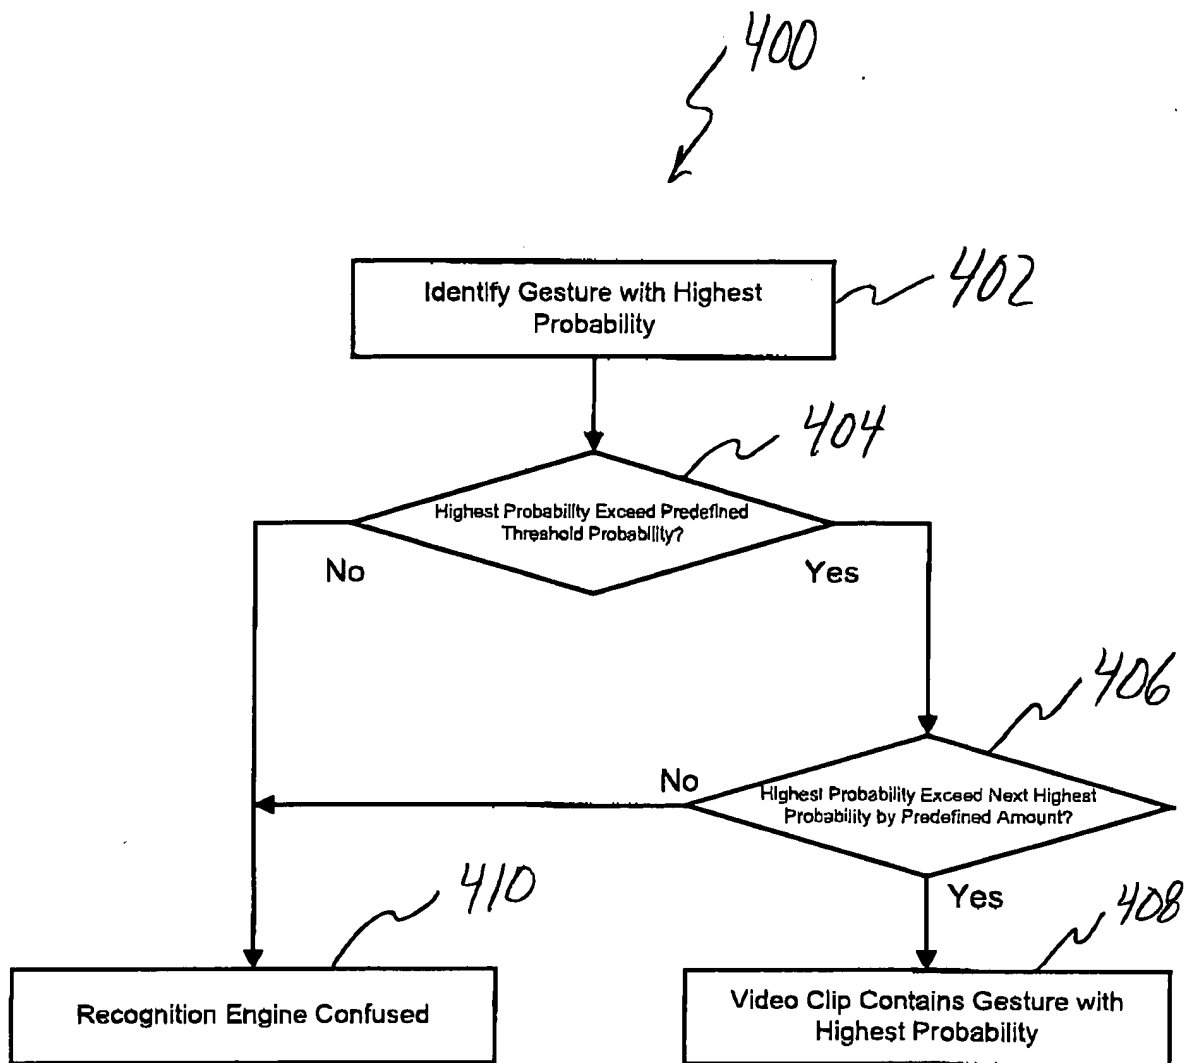 400
Identify Gesture with Highest
Probability
402
404
Highest Probability Exceed Predefined
Threshold Probability?
No
Yes
406
No
Highest Probability Exceed Next Highest
Probability by Predefined Amount?
Yes
410
408
Recognition Engine Confused
Video Clip Contains Gesture with
Highest Probability